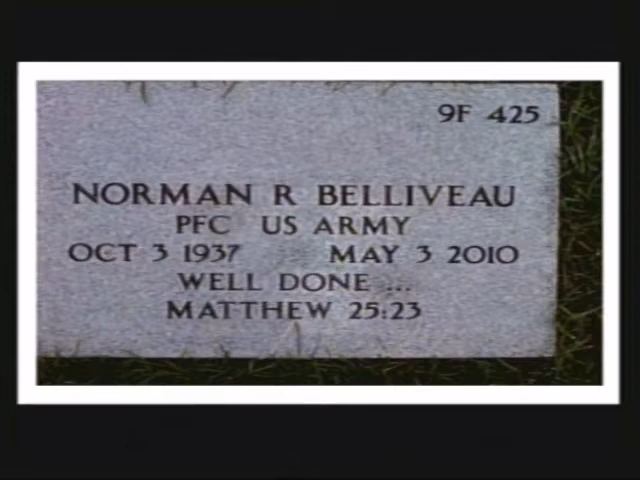 9F 425
NORMAN R BELLIVEAU
PFC US ARMY
OCT 3 1937 MAY 3 2010
WELL DONE ...
MATTHEW 25:23